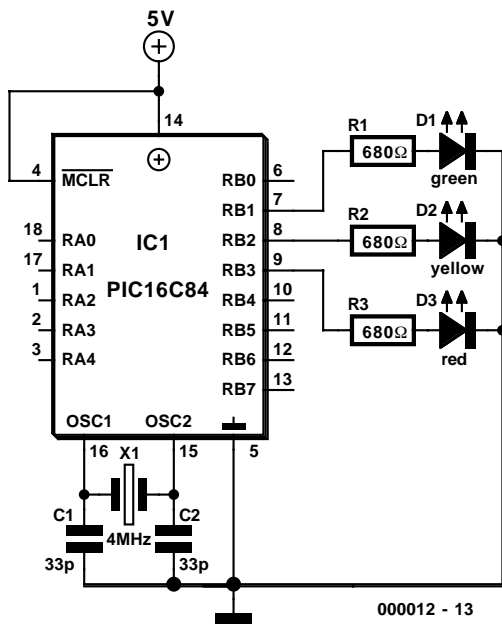 5V
14
4
MCLR
IC1
PIC16C84
18
RA0
17
RA1
1
RA2
2
RA3
3
RA4
RB0
6
RB1
7
RB2
8
RB3
9
RB4
10
RB5
11
RB6
12
RB7
13
R1
680Ω
D1
green
R2
680Ω
D2
yellow
R3
680Ω
D3
red
OSC1
OSC2
16
X1
15
5
C1
33p
4MHz
C2
33p
000012 - 13